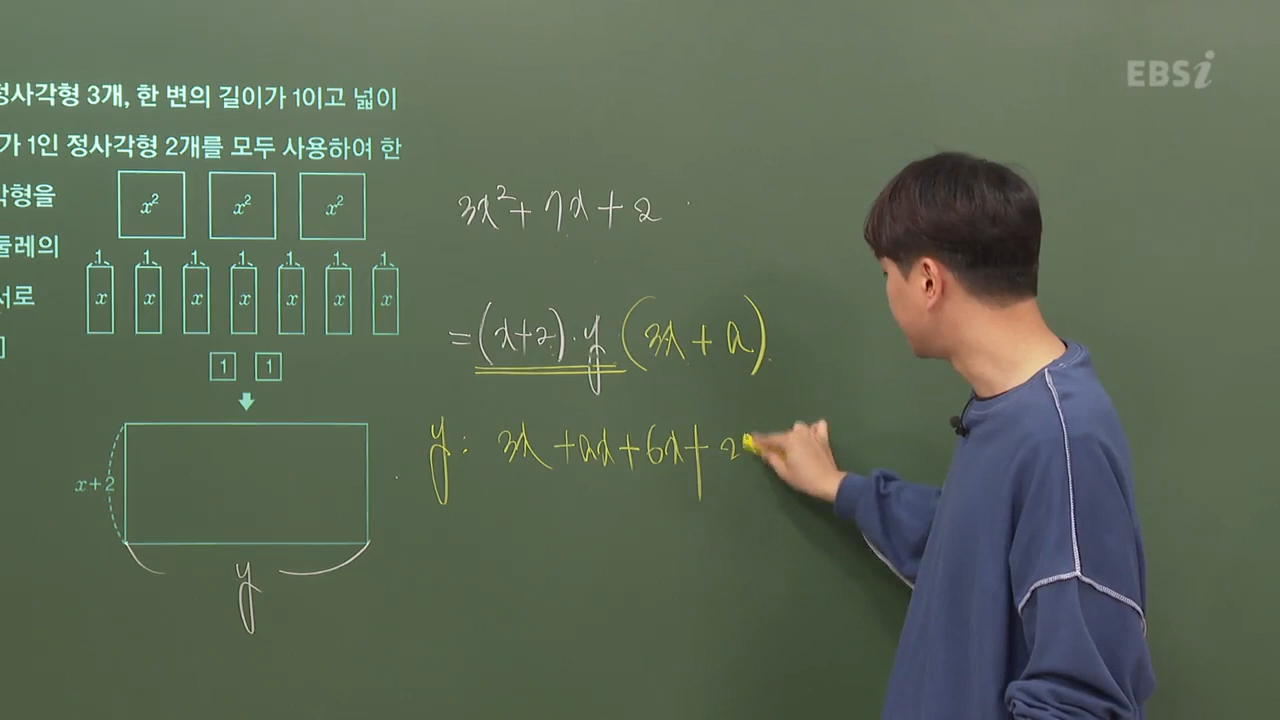 EBSi
정사각형 3개, 한 변의 길이가 1이고 넓이
가 1인 정사각형 2개를 모두 사용하여 한
각형을
둘레의
서로
x² x² x²
1 1 1 1 1 1 1
x x x x x x x
1 1
x+2
y
3x²+7x+2
=(x+2)·y(3x+a)
y: 3x+ax+6x+2